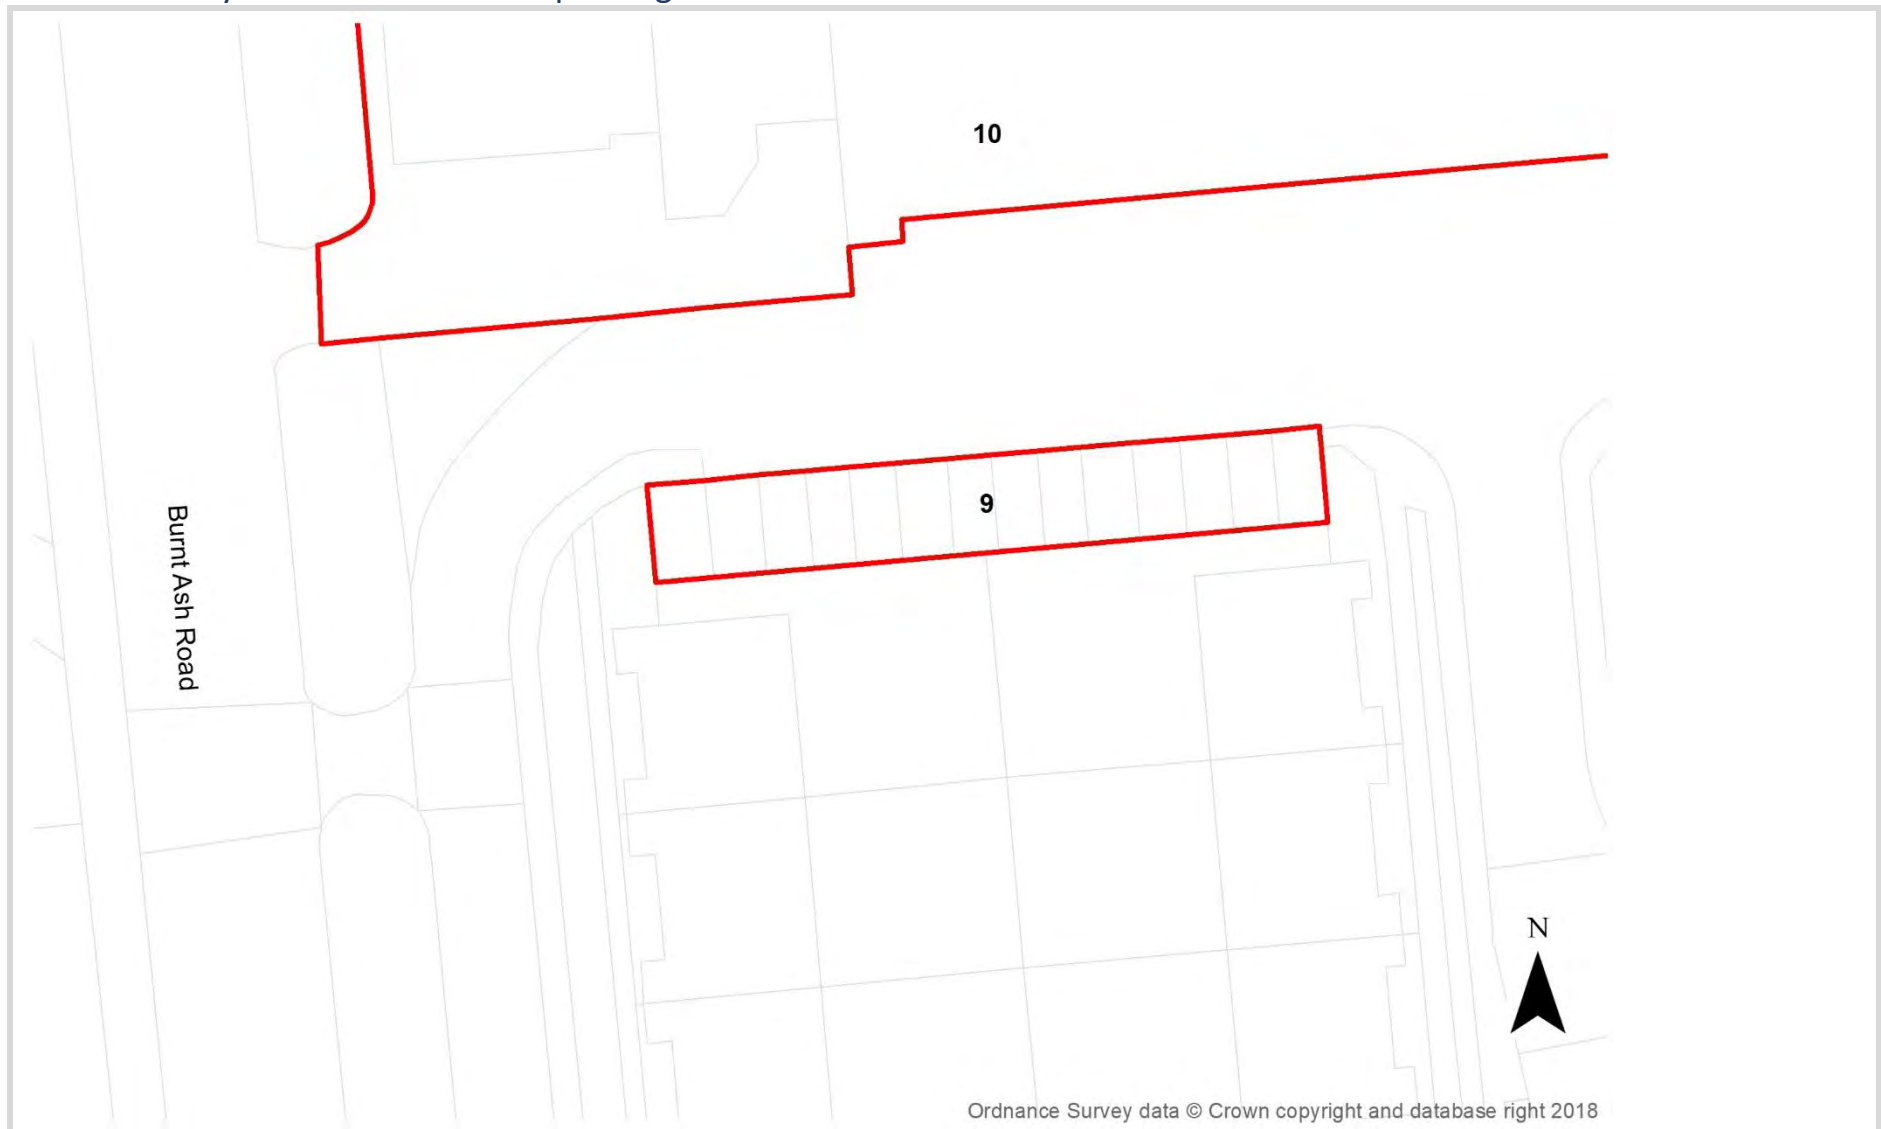 10
9
Burnt Ash Road
N
Ordnance Survey data © Crown copyright and database right 2018